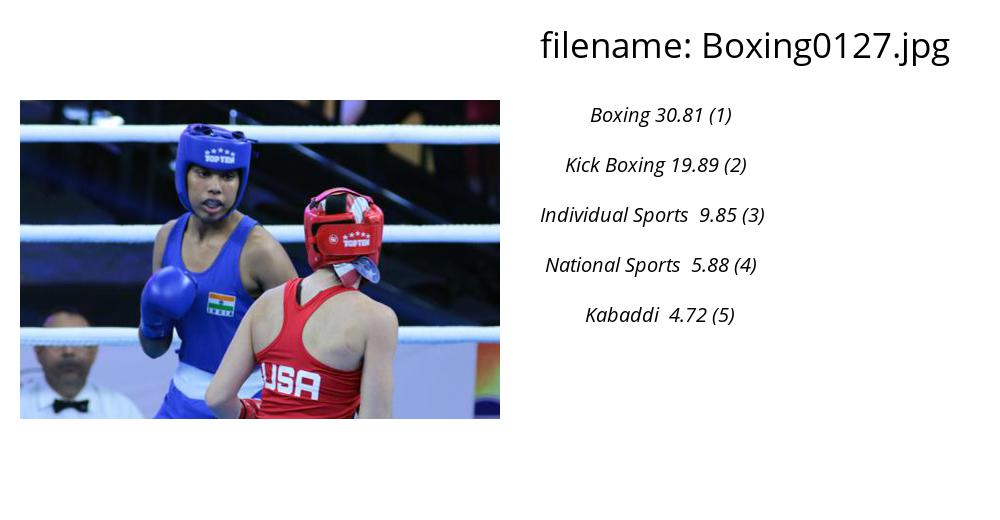 filename: Boxing0127.jpg
Boxing 30.81 (1)
Kick Boxing 19.89 (2)
Individual Sports 9.85 (3)
National Sports 5.88 (4)
Kabaddi 4.72 (5)
TOP TEN
TOP TEN
INDIA
USA